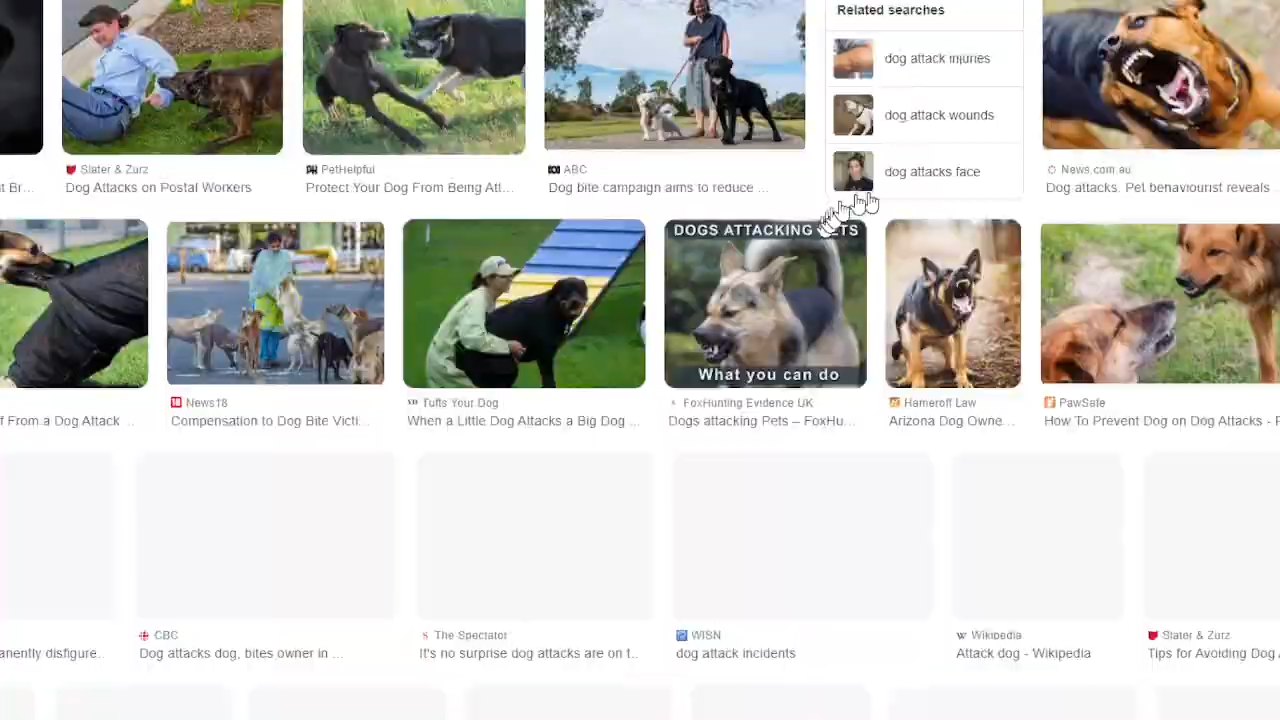 Related searches
dog attack injuries
dog attack wounds
dog attacks face
Slater & Zurz
PetHelpful
ABC
News.com.au
t Br...
Dog Attacks on Postal Workers
Protect Your Dog From Being Att...
Dog bite campaign aims to reduce ...
Dog attacks. Pet behaviourist reveals
DOGS ATTACKING
What you can do
News18
Tufts Your Dog
FoxHunting Evidence UK
Hameroff Law
PawSafe
f From a Dog Attack ...
Compensation to Dog Bite Victi...
When a Little Dog Attacks a Big Dog ...
Dogs attacking Pets – FoxHu...
Arizona Dog Owne...
How To Prevent Dog on Dog Attacks - P
CBC
The Spectator
WISN
Wikipedia
Slater & Zurz
anently disfigure...
Dog attacks dog, bites owner in ...
It's no surprise dog attacks are on t...
dog attack incidents
Attack dog - Wikipedia
Tips for Avoiding Dog